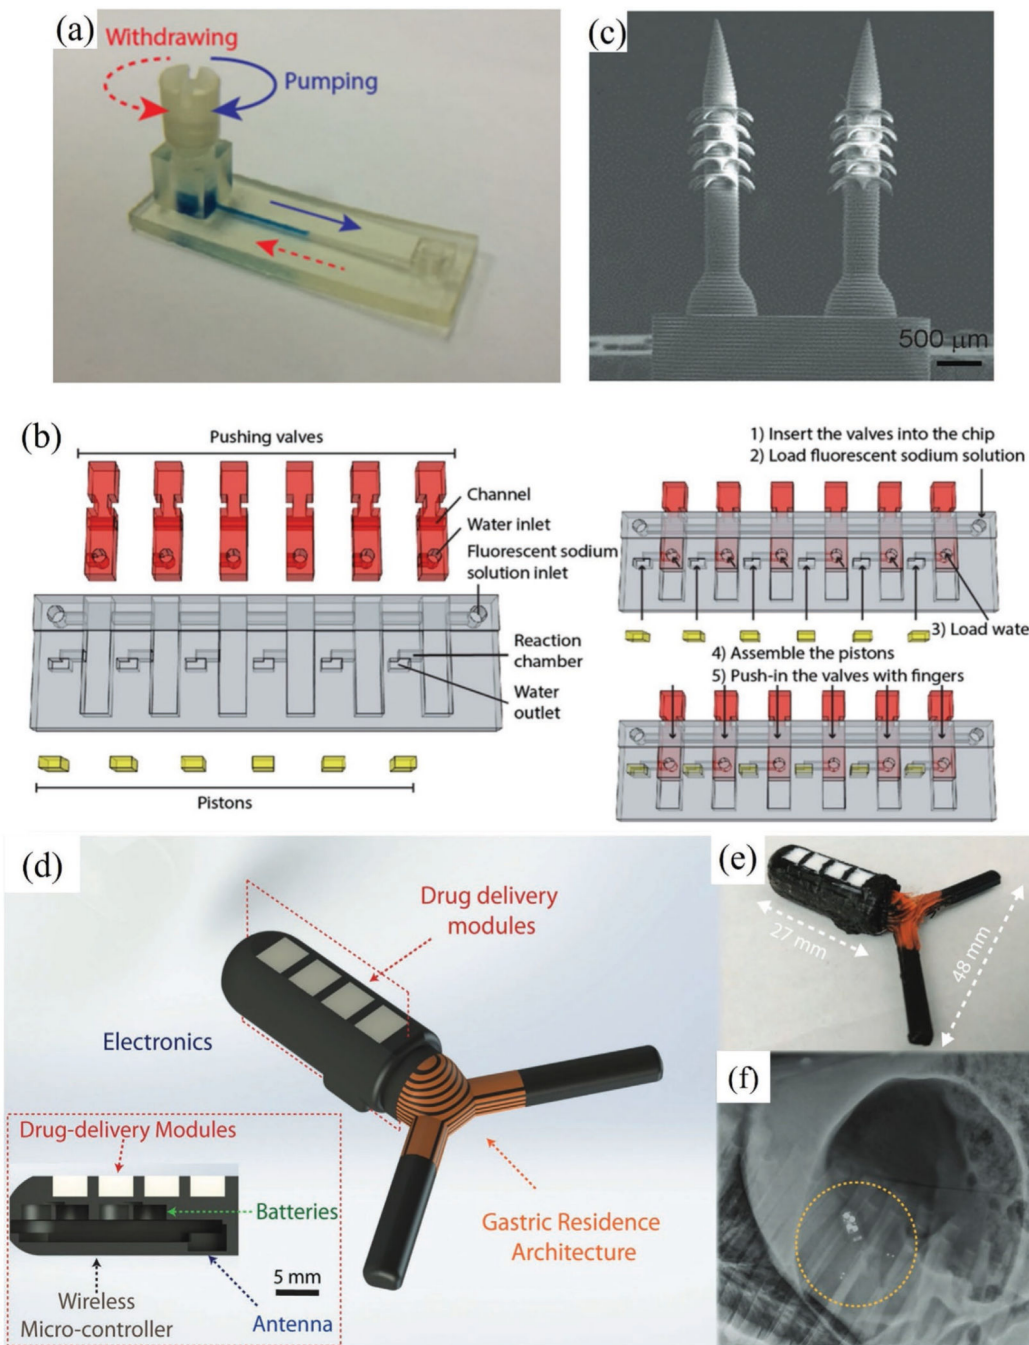 (a)
Withdrawing
Pumping
(c)
500 μm
(b)
Pushing valves
Channel
Water inlet
Fluorescent sodium
solution inlet
Reaction
chamber
Water
outlet
Pistons
1) Insert the valves into the chip
2) Load fluorescent sodium solution
3) Load wate
4) Assemble the pistons
5) Push-in the valves with fingers
(d)
Drug delivery
modules
Electronics
Drug-delivery Modules
Batteries
Wireless
Micro-controller
5 mm
Antenna
Gastric Residence
Architecture
(e)
27 mm
48 mm
(f)